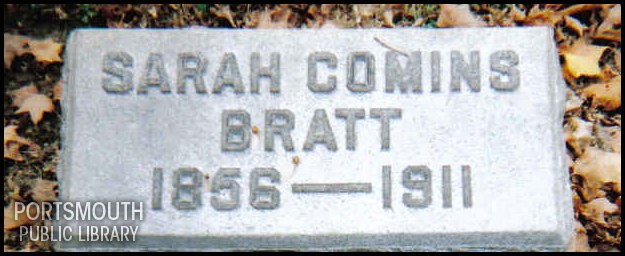 SARAH COMINS
BRATT
1856—1911
PORTSMOUTH
PUBLIC LIBRARY